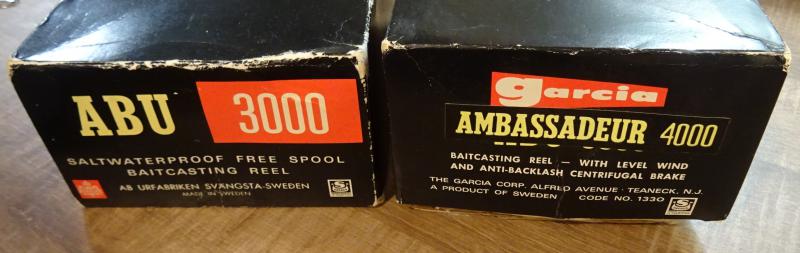 ABU 3000
SALTWATERPROOF FREE SPOOL
BAITCASTING REEL
AB URFABRIKEN SVÄNGSTA-SWEDEN
MADE IN SWEDEN
garcia
AMBASSADEUR 4000
BAITCASTING REEL – WITH LEVEL WIND
AND ANTI-BACKLASH CENTRIFUGAL BRAKE
THE GARCIA CORP. ALFRED AVENUE · TEANECK. N.J.
A PRODUCT OF SWEDEN CODE NO. 1330